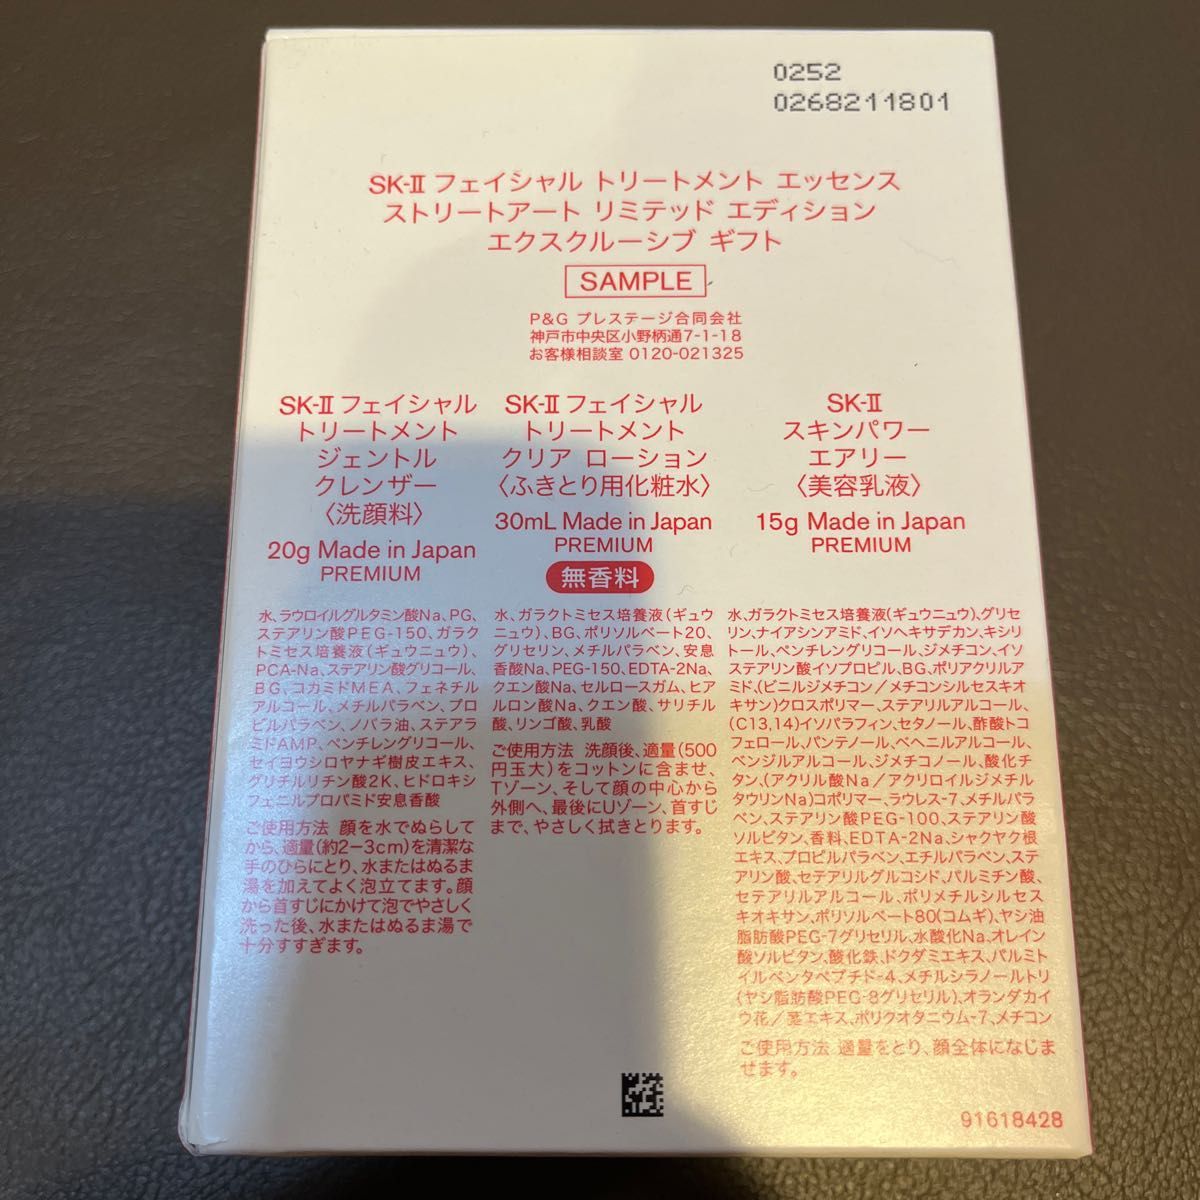 0252
0268211801
SK-II フェイシャル トリートメント エッセンス
ストリートアート リミテッド エディション
エクスクルーシブ ギフト
SAMPLE
P&G プレステージ合同会社
神戸市中央区小野柄通7-1-18
お客様相談室 0120-021325
SK-II フェイシャル
トリートメント
ジェントル
クレンザー
〈洗顔料〉
20g Made in Japan
PREMIUM
水、ラウロイルグルタミン酸Na、PG、
ステアリン酸PEG-150、ガラク
トミセス培養液(ギュウニュウ)、
PCA-Na、ステアリン酸グリコール、
BG、コカミドMEA、フェネチル
アルコール、メチルパラベン、プロ
ピルパラベン、ノバラ油、ステアラ
ミドAMP、ペンチレングリコール、
セイヨウシロヤナギ樹皮エキス、
グリチルリチン酸2K、ヒドロキシ
フェニルプロパミド安息香酸
ご使用方法 顔を水でぬらして
から、適量(約2−3cm)を清潔な
手のひらにとり、水またはぬるま
湯を加えてよく泡立てます。顔
から首すじにかけて泡でやさしく
洗った後、水またはぬるま湯で
十分すすぎます。
SK-II フェイシャル
トリートメント
クリア ローション
〈ふきとり用化粧水〉
30mL Made in Japan
PREMIUM
無香料
水、ガラクトミセス培養液(ギュウ
ニュウ)、BG、ポリソルベート20、
グリセリン、メチルパラベン、安息
香酸Na、PEG-150、EDTA-2Na、
クエン酸Na、セルロースガム、ヒア
ルロン酸Na、クエン酸、サリチル
酸、リンゴ酸、乳酸
ご使用方法 洗顔後、適量(500
円玉大)をコットンに含ませ、
Tゾーン、そして顔の中心から
外側へ、最後にUゾーン、首すじ
まで、やさしく拭きとります。
SK-II
スキンパワー
エアリー
〈美容乳液〉
15g Made in Japan
PREMIUM
水、ガラクトミセス培養液(ギュウニュウ)、グリセ
リン、ナイアシンアミド、イソヘキサデカン、キシリ
トール、ペンチレングリコール、ジメチコン、イソ
ステアリン酸イソプロピル、BG、ポリアクリルア
ミド、(ビニルジメチコン/メチコンシルセスキオ
キサン)クロスポリマー、ステアリルアルコール、
(C13,14)イソパラフィン、セタノール、酢酸トコ
フェロール、パンテノール、ベヘニルアルコール、
ベンジルアルコール、ジメチコノール、酸化チ
タン、(アクリル酸Na/アクリロイルジメチル
タウリンNa)コポリマー、ラウレス-7、メチルパラ
ベン、ステアリン酸PEG-100、ステアリン酸
ソルビタン、香料、EDTA-2Na、シャクヤク根
エキス、プロピルパラベン、エチルパラベン、ステ
アリン酸、セテアリルグルコシド、パルミチン酸、
セテアリルアルコール、ポリメチルシルセス
キオキサン、ポリソルベート80(コムギ)、ヤシ油
脂肪酸PEG-7グリセリル、水酸化Na、オレイン
酸ソルビタン、酸化鉄、ドクダミエキス、パルミト
イルペンタペプチド-4、メチルシラノールトリ
(ヤシ脂肪酸PEG-8グリセリル)、オランダカイ
ウ花/茎エキス、ポリクオタニウム-7、メチコン
ご使用方法 適量をとり、顔全体になじま
せます。
91618428